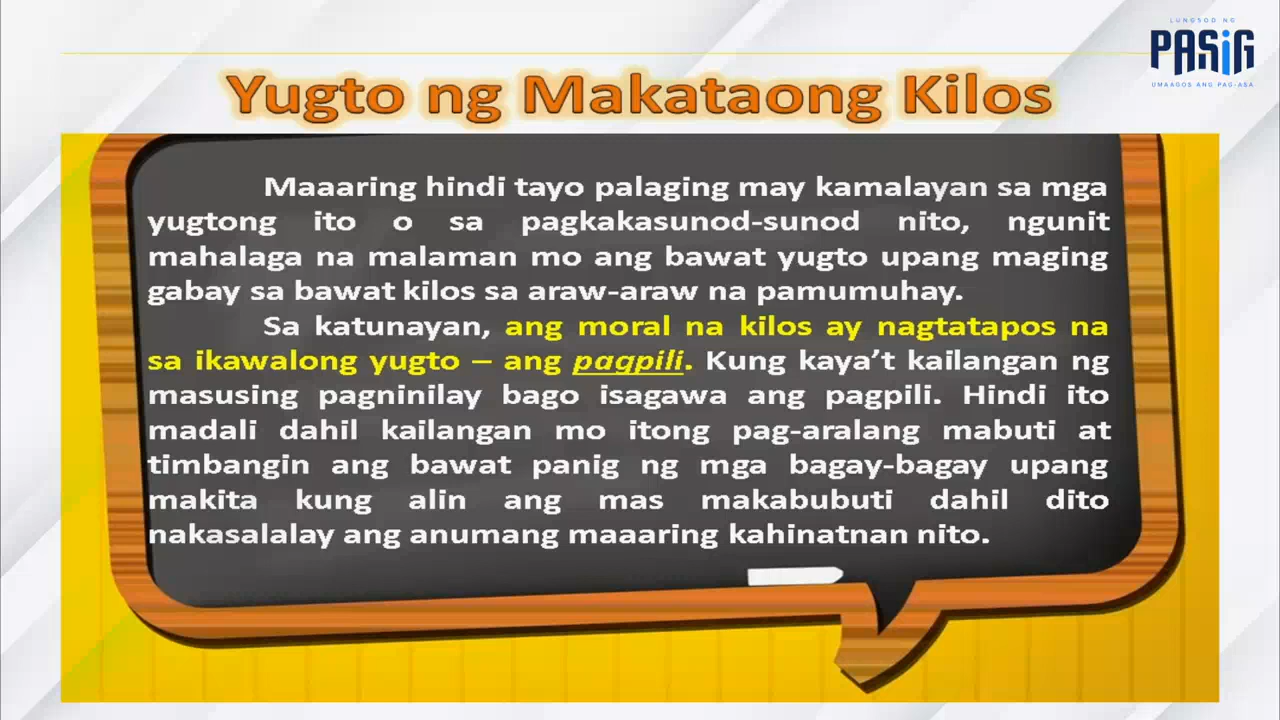 LUNGSOD NG
PASiG
UMAAGOS ANG PAG-ASA
Yugto ng Makataong Kilos
Maaaring hindi tayo palaging may kamalayan sa mga
yugtong ito o sa pagkakasunod-sunod nito, ngunit
mahalaga na malaman mo ang bawat yugto upang maging
gabay sa bawat kilos sa araw-araw na pamumuhay.
Sa katunayan, ang moral na kilos ay nagtatapos na
sa ikawalong yugto – ang pagpili. Kung kaya't kailangan ng
masusing pagninilay bago isagawa ang pagpili. Hindi ito
madali dahil kailangan mo itong pag-aralang mabuti at
timbangin ang bawat panig ng mga bagay-bagay upang
makita kung alin ang mas makabubuti dahil dito
nakasalalay ang anumang maaaring kahinatnan nito.